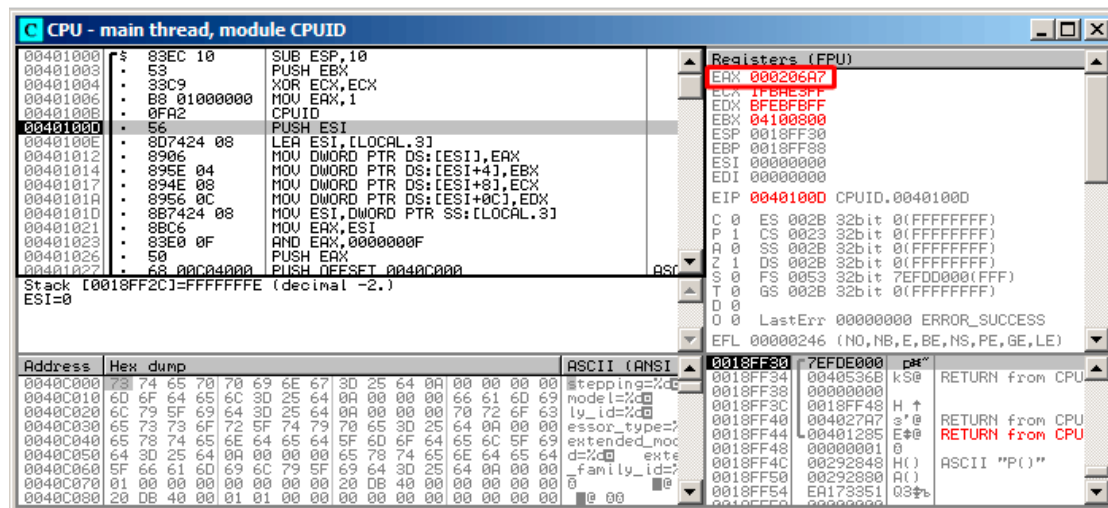 C CPU - main thread, module CPUID
00401000 $ 83EC 10 SUB ESP,10
00401003 . 53 PUSH EBX
00401004 . 33C9 XOR ECX,ECX
00401006 . B8 01000000 MOV EAX,1
0040100B . 0FA2 CPUID
0040100D . 56 PUSH ESI
0040100E . 8D7424 08 LEA ESI,[LOCAL.3]
00401012 . 8906 MOV DWORD PTR DS:[ESI],EAX
00401014 . 895E 04 MOV DWORD PTR DS:[ESI+4],EBX
00401017 . 894E 08 MOV DWORD PTR DS:[ESI+8],ECX
0040101A . 8956 0C MOV DWORD PTR DS:[ESI+0C],EDX
0040101D . 8B7424 08 MOV ESI,DWORD PTR SS:[LOCAL.3]
00401021 . 8BC6 MOV EAX,ESI
00401023 . 83E0 0F AND EAX,0000000F
00401026 . 50 PUSH EAX
00401027 . 68 00C04000 PUSH OFFSET 0040C000 ASC
Stack [0018FF2C]=FFFFFFFE (decimal -2.)
ESI=0
Registers (FPU)
EAX 000206A7
ECX 1FBAE3FF
EDX BFEBFBFF
EBX 04100800
ESP 0018FF30
EBP 0018FF88
ESI 00000000
EDI 00000000
EIP 0040100D CPUID.0040100D
C 0 ES 002B 32bit 0(FFFFFFFF)
P 1 CS 0023 32bit 0(FFFFFFFF)
A 0 SS 002B 32bit 0(FFFFFFFF)
Z 1 DS 002B 32bit 0(FFFFFFFF)
S 0 FS 0053 32bit 7EFDD000(FFF)
T 0 GS 002B 32bit 0(FFFFFFFF)
D 0
O 0 LastErr 00000000 ERROR_SUCCESS
EFL 00000246 (NO,NB,E,BE,NS,PE,GE,LE)
Address Hex dump ASCII (ANSI
0040C000 73 74 65 70 70 69 6E 67 3D 25 64 0A 00 00 00 00 stepping=%d
0040C010 6D 6F 64 65 6C 3D 25 64 0A 00 00 00 66 61 6D 69 model=%d
0040C020 6C 79 5F 69 64 3D 25 64 0A 00 00 00 70 72 6F 63 ly_id=%d
0040C030 65 73 73 6F 72 5F 74 79 70 65 3D 25 64 0A 00 00 essor_type=%
0040C040 65 78 74 65 6E 64 65 64 5F 6D 6F 64 65 6C 5F 69 extended_mod
0040C050 64 3D 25 64 0A 00 00 00 65 78 74 65 6E 64 65 64 d=%d exte
0040C060 5F 66 61 6D 69 6C 79 5F 69 64 3D 25 64 0A 00 00 _family_id=%
0040C070 01 00 00 00 00 00 00 00 20 DB 40 00 00 00 00 00
0040C080 20 DB 40 00 01 01 00 00 00 00 00 00 00 00 00 00
0018FF30 7EFDE000
0018FF34 0040536B kS@ RETURN from CPU
0018FF38 00000000
0018FF3C 0018FF48 H ↑
0018FF40 004027A7 RETURN from CPU
0018FF44 00401285 RETURN from CPU
0018FF48 00000001
0018FF4C 00292848 H() ASCII "P()"
0018FF50 00292880
0018FF54 EA173351